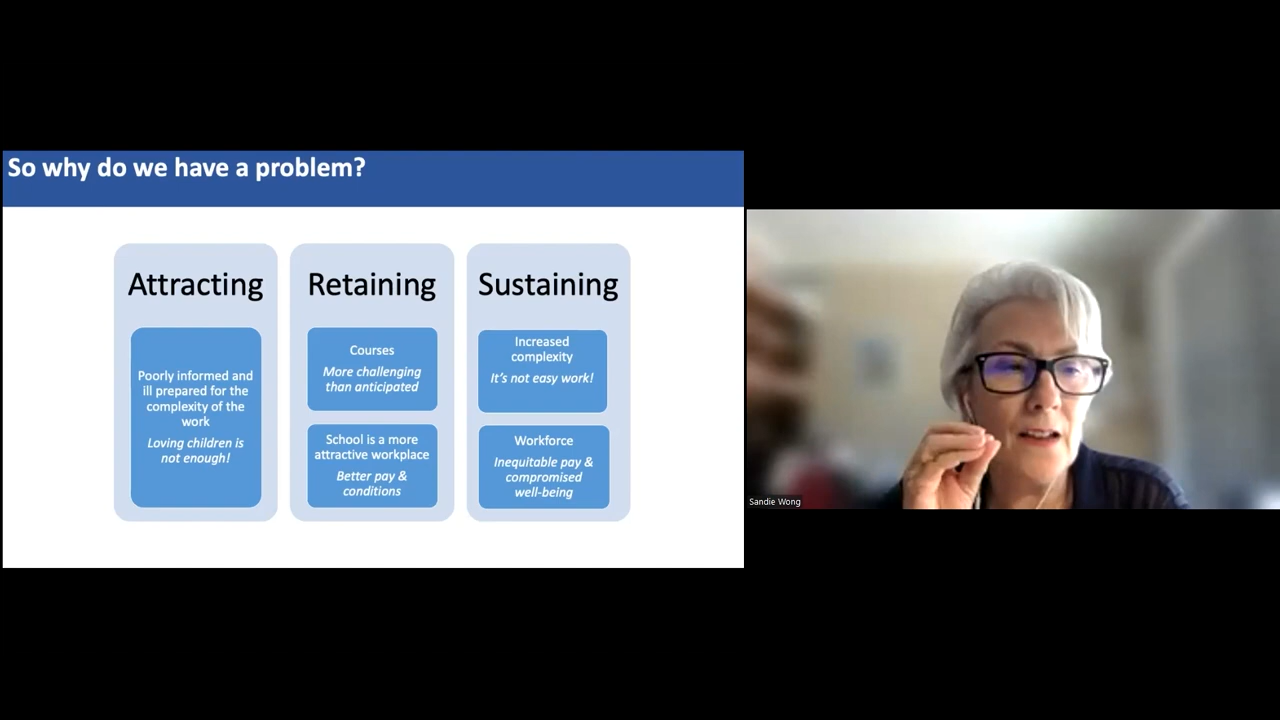 So why do we have a problem?
Attracting
Poorly informed and
ill prepared for the
complexity of the
work
Loving children is
not enough!
Retaining
Courses
More challenging
than anticipated
School is a more
attractive workplace
Better pay &
conditions
Sustaining
Increased
complexity
It's not easy work!
Workforce
Inequitable pay &
compromised
well-being
Sandie Wong